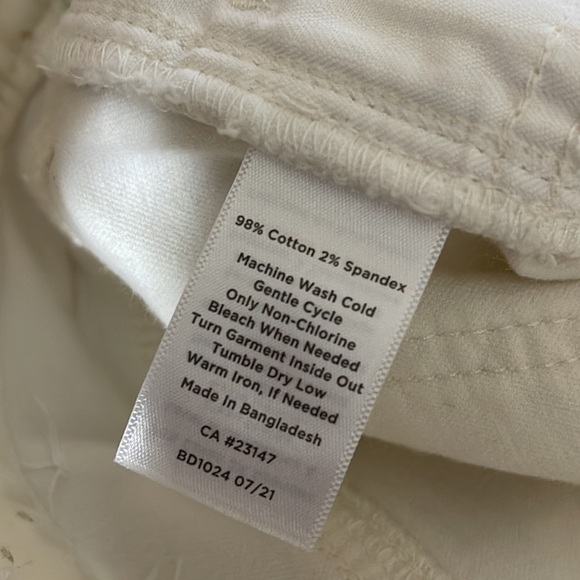 98% Cotton 2% Spandex
Machine Wash Cold
Gentle Cycle
Only Non-Chlorine
Bleach When Needed
Turn Garment Inside Out
Tumble Dry Low
Warm Iron, If Needed
Made In Bangladesh
CA #23147
BD1024 07/21